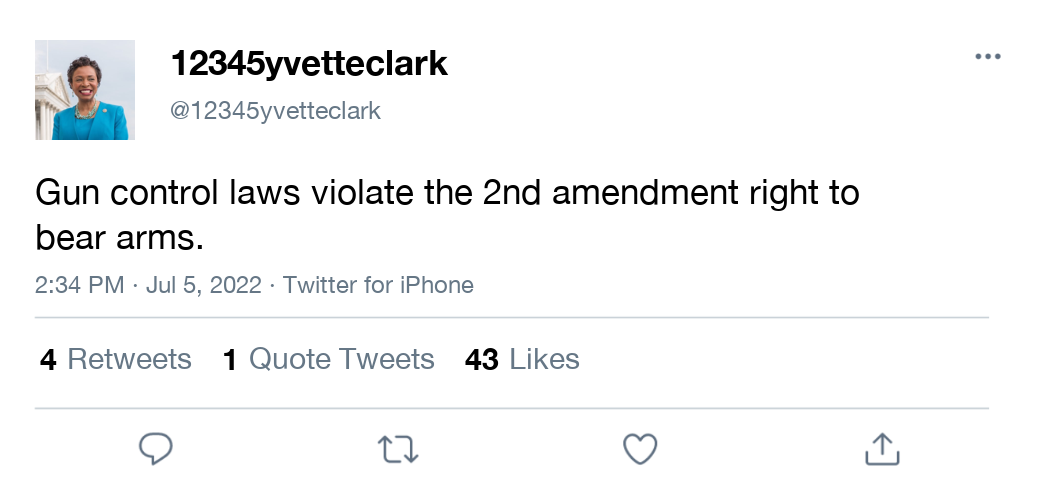 12345yvetteclark
@12345yvetteclark
Gun control laws violate the 2nd amendment right to
bear arms.
2:34 PM · Jul 5, 2022 · Twitter for iPhone
4 Retweets 1 Quote Tweets 43 Likes